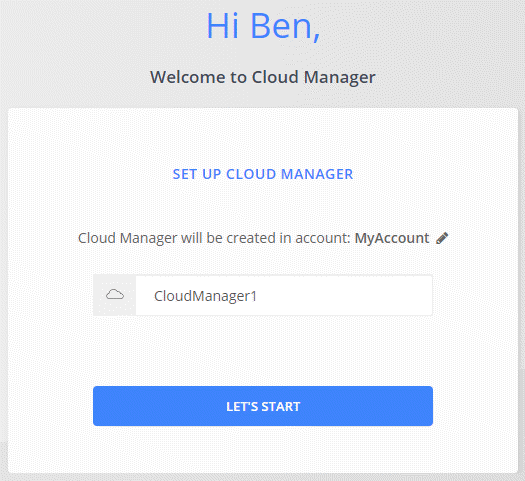 Hi Ben,
Welcome to Cloud Manager
SET UP CLOUD MANAGER
Cloud Manager will be created in account: MyAccount
CloudManager1
LET'S START